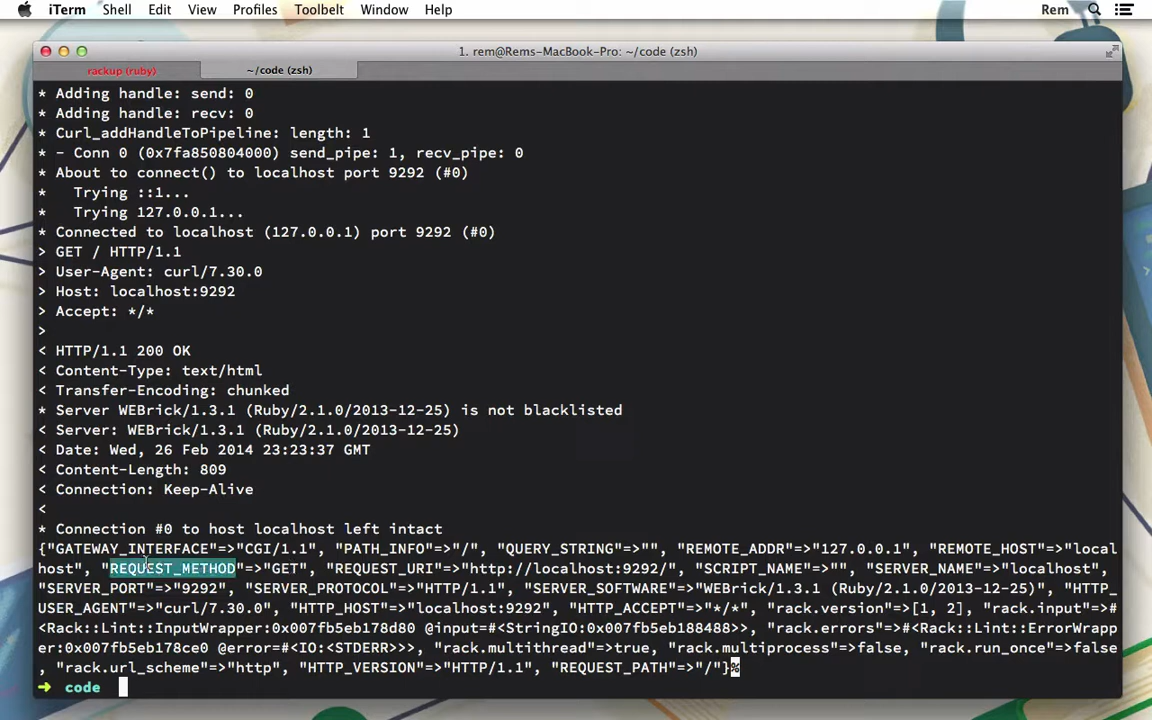 iTerm Shell Edit View Profiles Toolbelt Window Help Rem
1. rem@Rems-MacBook-Pro: ~/code (zsh)
rackup (ruby) ~/code (zsh)
* Adding handle: send: 0
* Adding handle: recv: 0
* Curl_addHandleToPipeline: length: 1
* - Conn 0 (0x7fa850804000) send_pipe: 1, recv_pipe: 0
* About to connect() to localhost port 9292 (#0)
*   Trying ::1...
*   Trying 127.0.0.1...
* Connected to localhost (127.0.0.1) port 9292 (#0)
> GET / HTTP/1.1
> User-Agent: curl/7.30.0
> Host: localhost:9292
> Accept: */*
>
< HTTP/1.1 200 OK
< Content-Type: text/html
< Transfer-Encoding: chunked
* Server WEBrick/1.3.1 (Ruby/2.1.0/2013-12-25) is not blacklisted
< Server: WEBrick/1.3.1 (Ruby/2.1.0/2013-12-25)
< Date: Wed, 26 Feb 2014 23:23:37 GMT
< Content-Length: 809
< Connection: Keep-Alive
<
* Connection #0 to host localhost left intact
{"GATEWAY_INTERFACE"=>"CGI/1.1", "PATH_INFO"=>"/", "QUERY_STRING"=>"", "REMOTE_ADDR"=>"127.0.0.1", "REMOTE_HOST"=>"local
host", "REQUEST_METHOD"=>"GET", "REQUEST_URI"=>"http://localhost:9292/", "SCRIPT_NAME"=>"", "SERVER_NAME"=>"localhost",
"SERVER_PORT"=>"9292", "SERVER_PROTOCOL"=>"HTTP/1.1", "SERVER_SOFTWARE"=>"WEBrick/1.3.1 (Ruby/2.1.0/2013-12-25)", "HTTP_
USER_AGENT"=>"curl/7.30.0", "HTTP_HOST"=>"localhost:9292", "HTTP_ACCEPT"=>"*/*", "rack.version"=>[1, 2], "rack.input"=>#
<Rack::Lint::InputWrapper:0x007fb5eb178d80 @input=#<StringIO:0x007fb5eb188488>>, "rack.errors"=>#<Rack::Lint::ErrorWrapp
er:0x007fb5eb178ce0 @error=#<IO:<STDERR>>>, "rack.multithread"=>true, "rack.multiprocess"=>false, "rack.run_once"=>false
, "rack.url_scheme"=>"http", "HTTP_VERSION"=>"HTTP/1.1", "REQUEST_PATH"=>"/"}%
➜ code